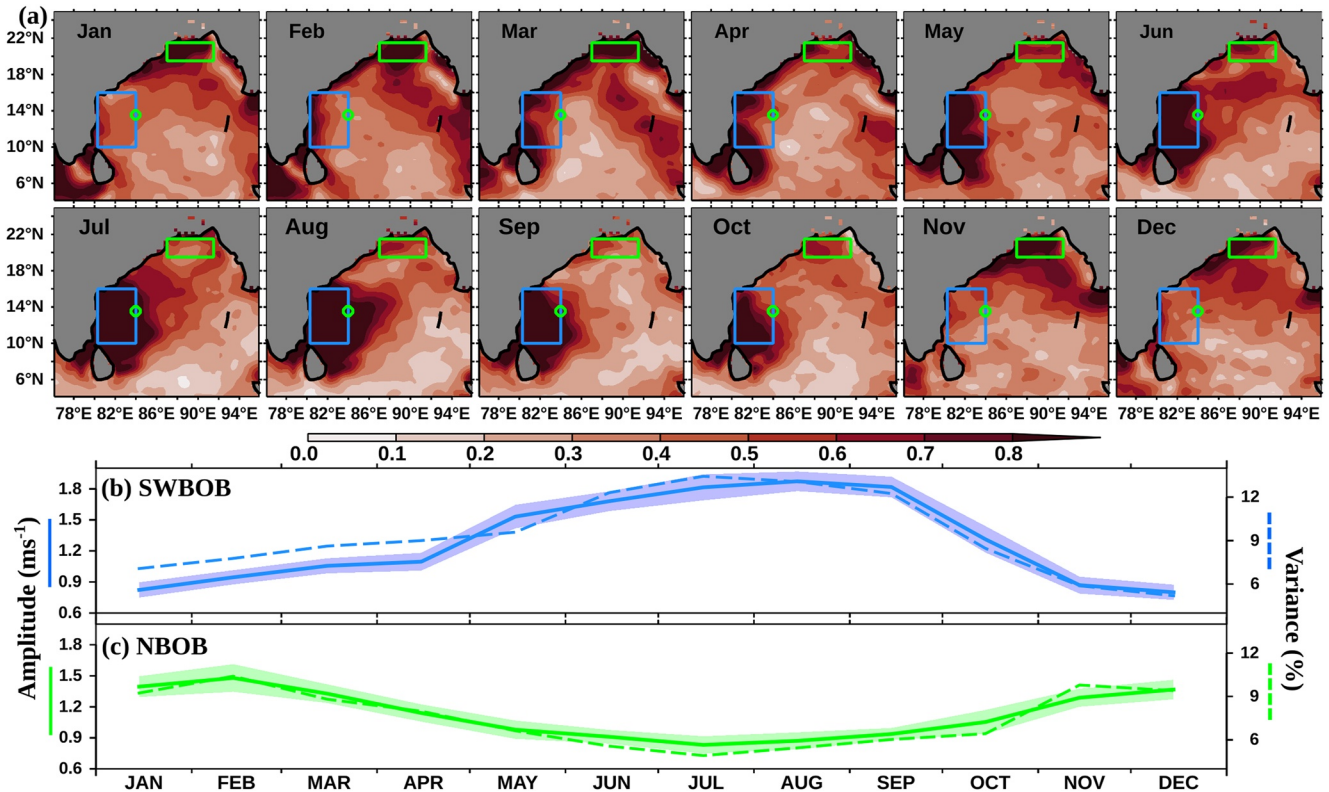 (a)
Jan Feb Mar Apr May Jun
22°N
18°N
14°N
10°N
6°N
Jul Aug Sep Oct Nov Dec
22°N
18°N
14°N
10°N
6°N
78°E 82°E 86°E 90°E 94°E 78°E 82°E 86°E 90°E 94°E 78°E 82°E 86°E 90°E 94°E 78°E 82°E 86°E 90°E 94°E 78°E 82°E 86°E 90°E 94°E 78°E 82°E 86°E 90°E 94°E
0.0 0.1 0.2 0.3 0.4 0.5 0.6 0.7 0.8
(b) SWBOB
1.8
1.5
1.2
0.9
0.6
12
9
6
(c) NBOB
1.8
1.5
1.2
0.9
0.6
12
9
6
Amplitude (ms⁻¹)
Variance (%)
JAN FEB MAR APR MAY JUN JUL AUG SEP OCT NOV DEC